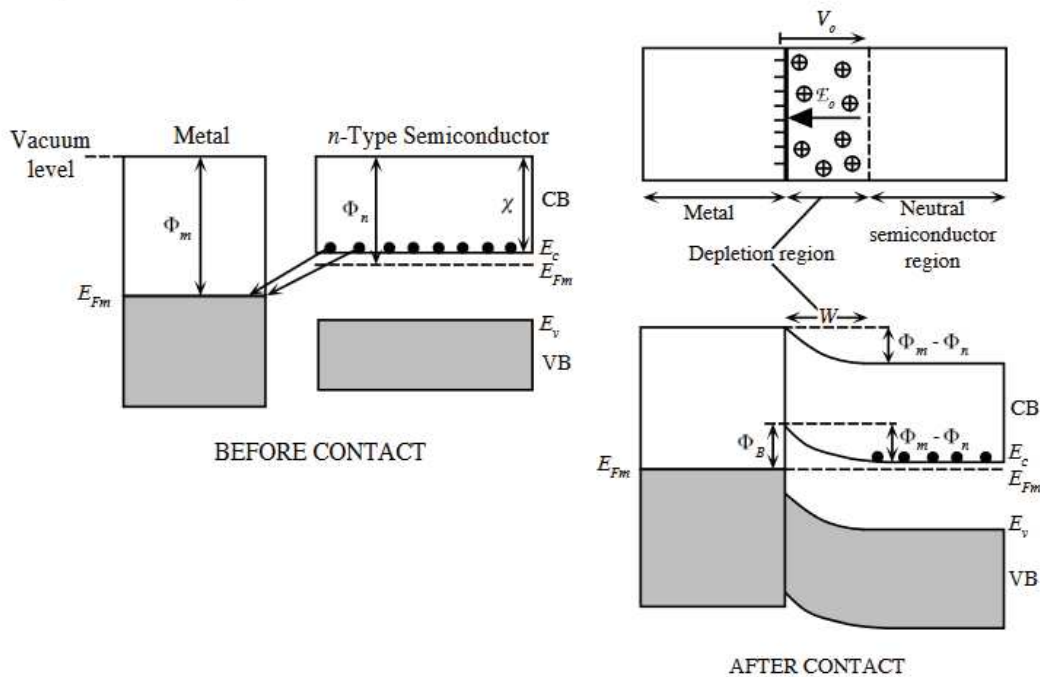 Metal
n-Type Semiconductor
Vacuum
level
Φm
Φn
χ
CB
Ec
EFm
EFm
Ev
VB
BEFORE CONTACT
Vo
Eo
Metal
Neutral
semiconductor
region
Depletion region
W
Φm - Φn
CB
ΦB
Φm - Φn
Ec
EFm
EFm
Ev
VB
AFTER CONTACT